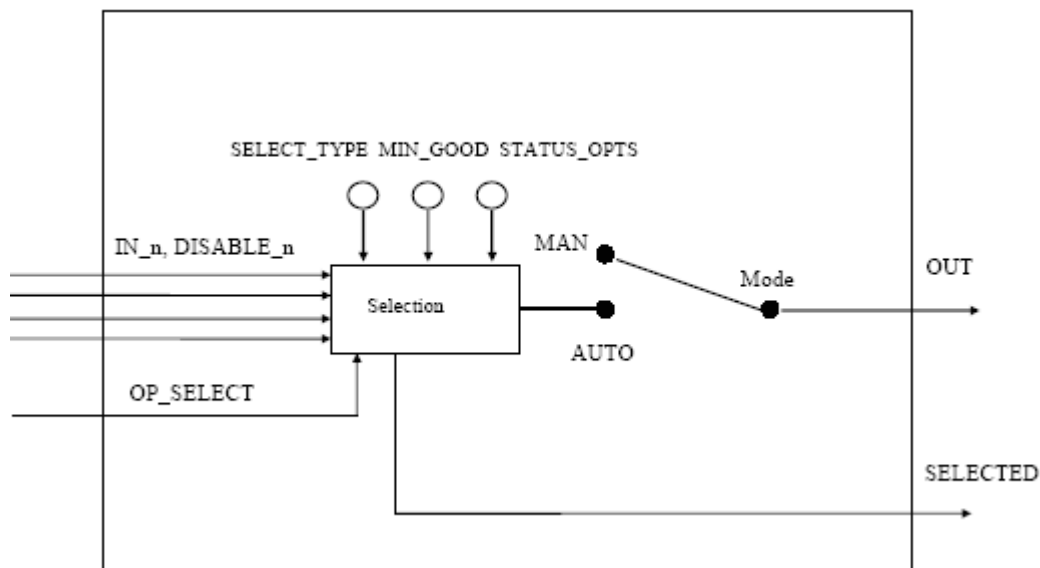 SELECT_TYPE MIN_GOOD STATUS_OPTS
IN_n, DISABLE_n
MAN
OUT
Mode
Selection
AUTO
OP_SELECT
SELECTED